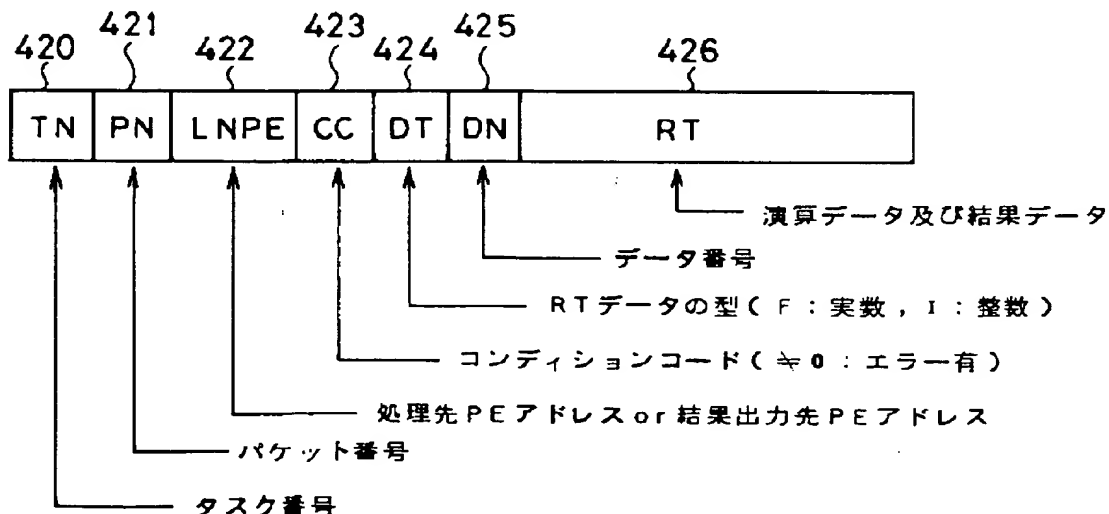 420 421 422 423 424 425 426
TN PN LNPE CC DT DN RT
演算データ及び結果データ
データ番号
RTデータの型(F:実数,I:整数)
コンディションコード(≒0:エラー有)
処理先PEアドレスor結果出力先PEアドレス
パケット番号
タスク番号